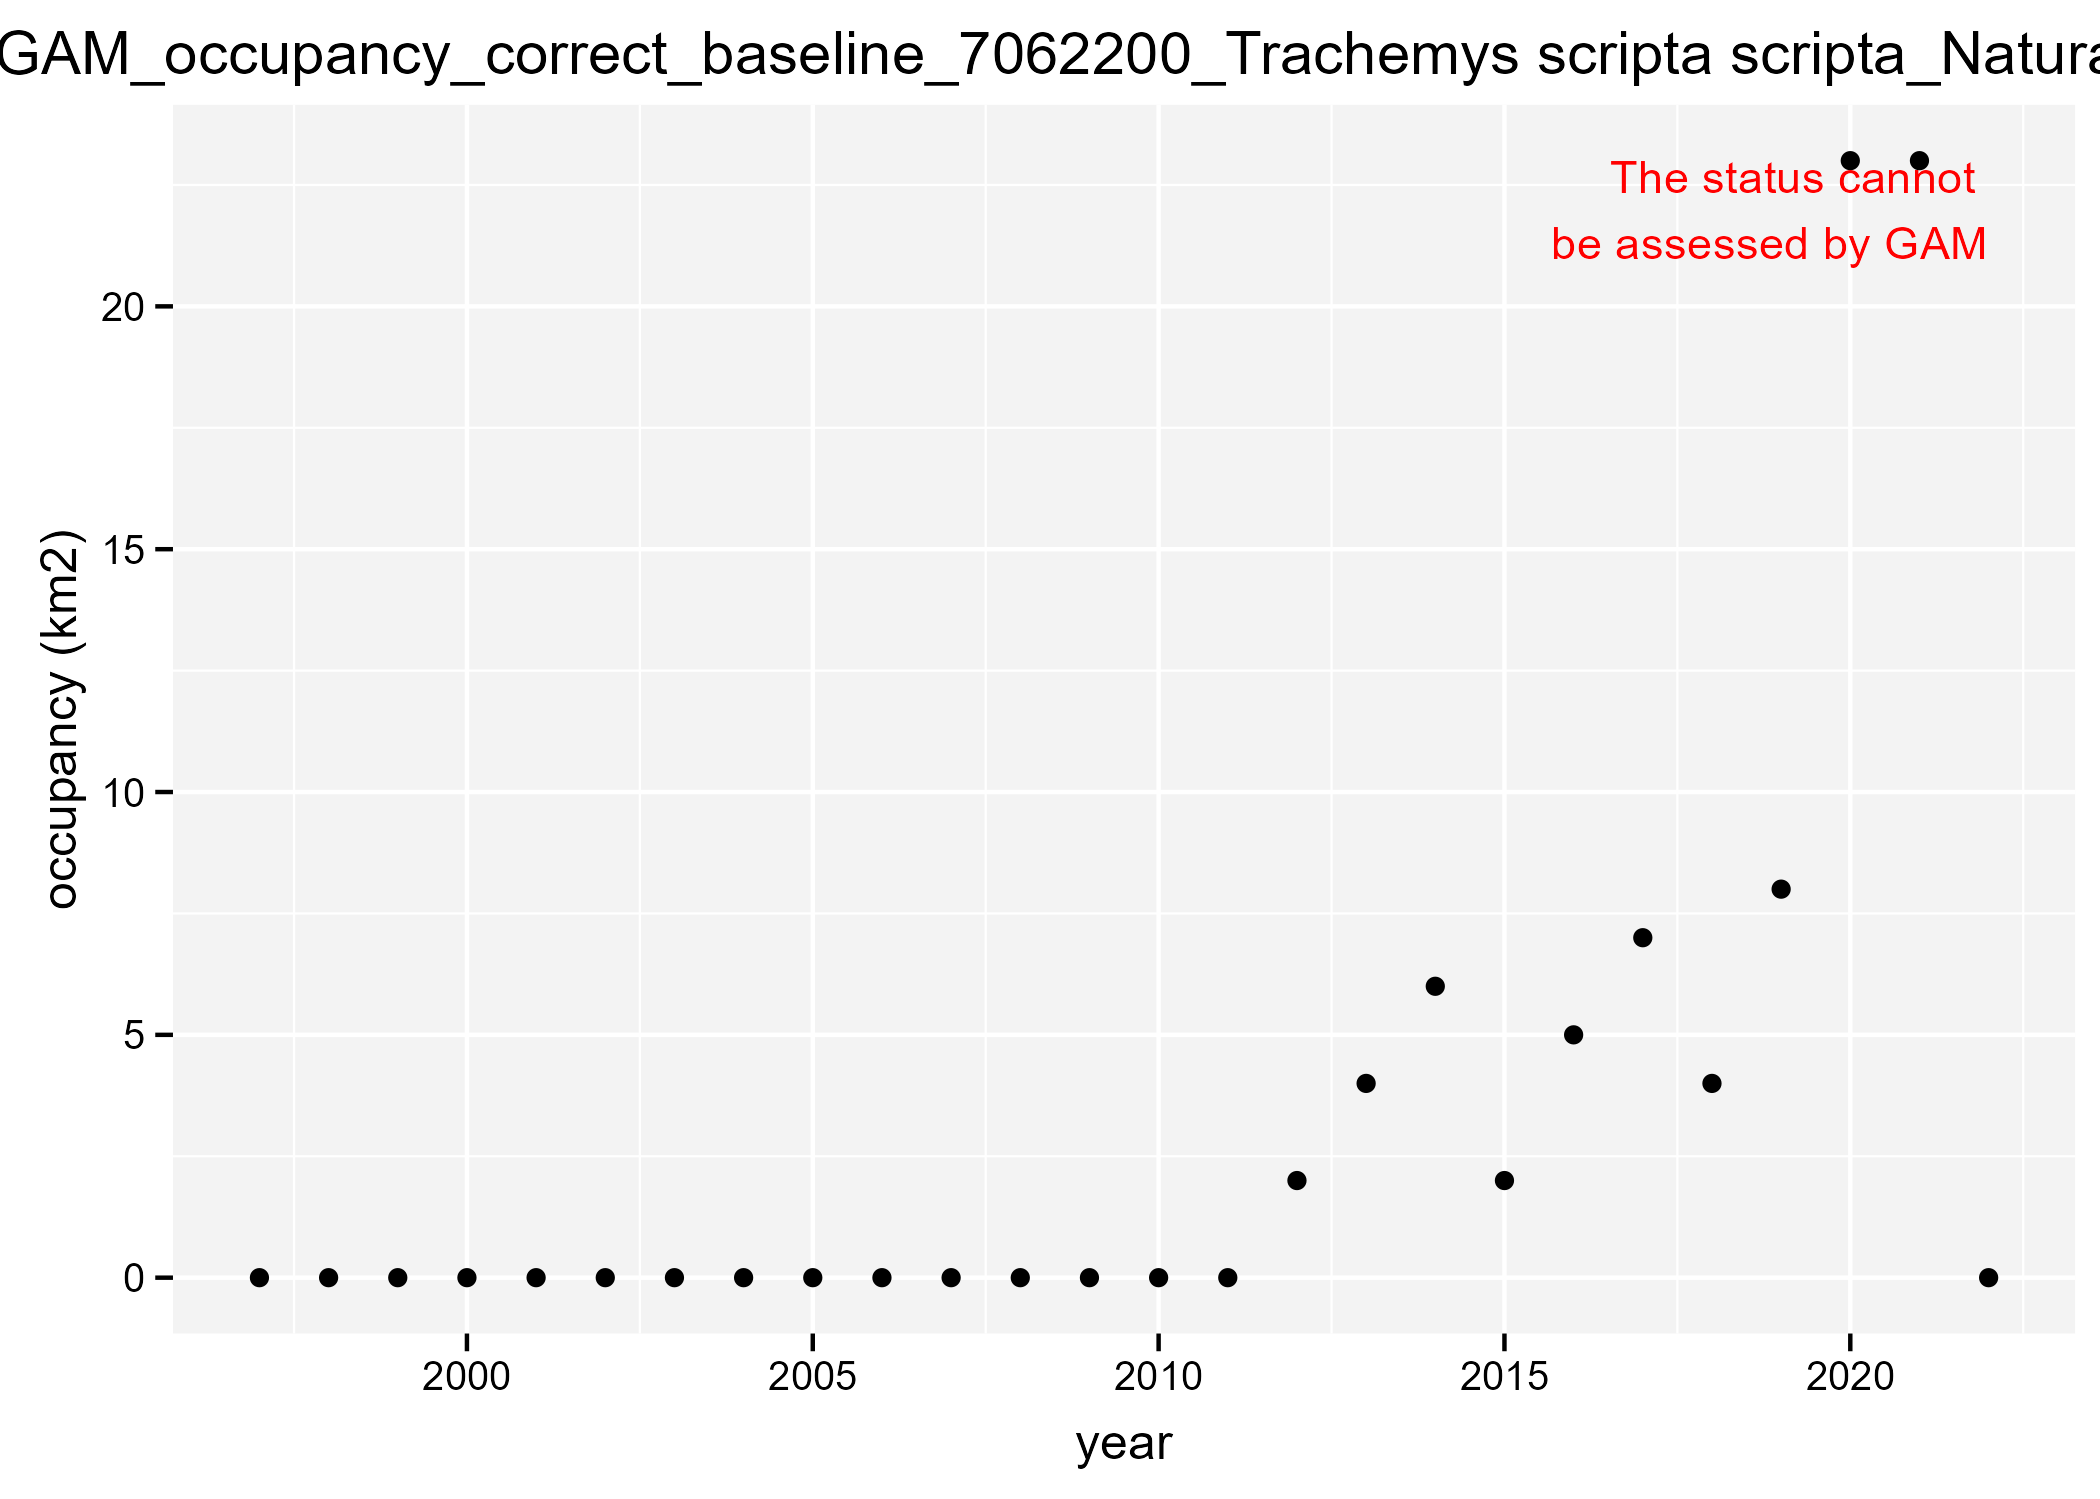 GAM_occupancy_correct_baseline_7062200_Trachemys scripta scripta_Natura
The status cannot
be assessed by GAM
20
15
10
5
0
occupancy (km2)
2000 2005 2010 2015 2020
year